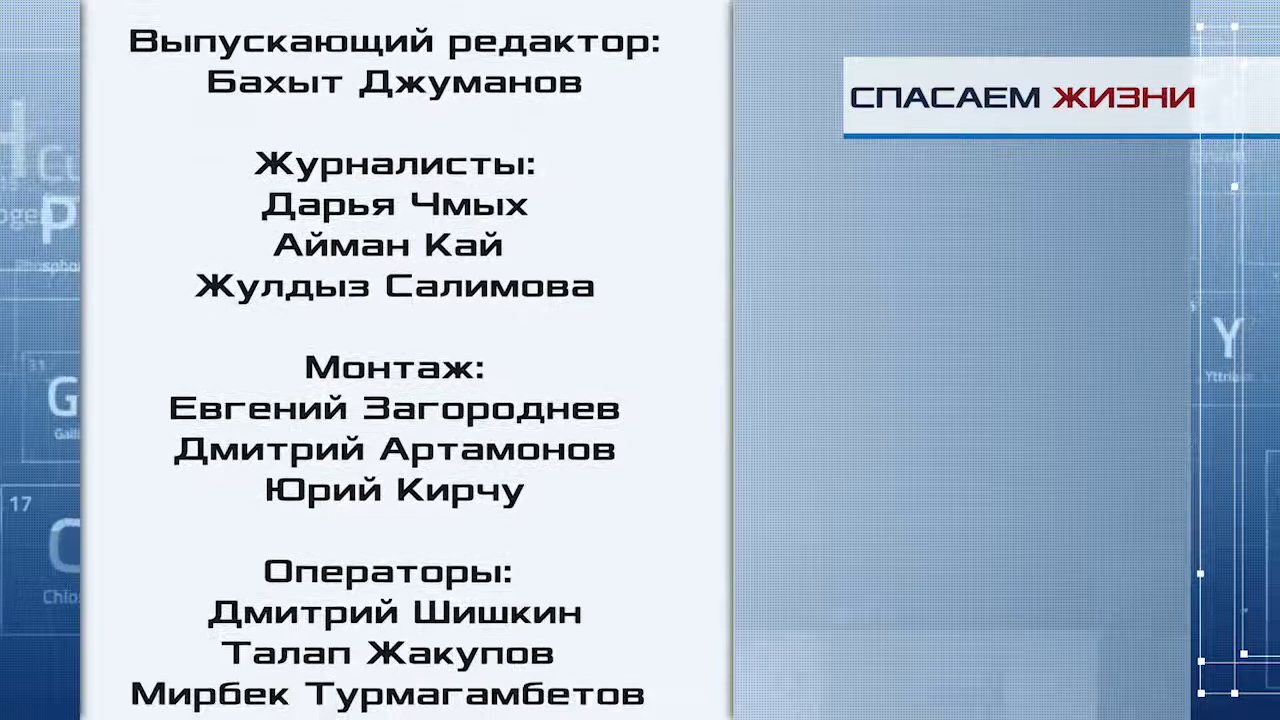 Выпускающий редактор:
Бахыт Джуманов
Журналисты:
Дарья Чмых
Айман Кай
Жулдыз Салимова
Монтаж:
Евгений Загороднев
Дмитрий Артамонов
Юрий Кирчу
Операторы:
Дмитрий Шишкин
Талап Жакупов
Мирбек Турмагамбетов
СПАСАЕМ ЖИЗНИ
17
Y